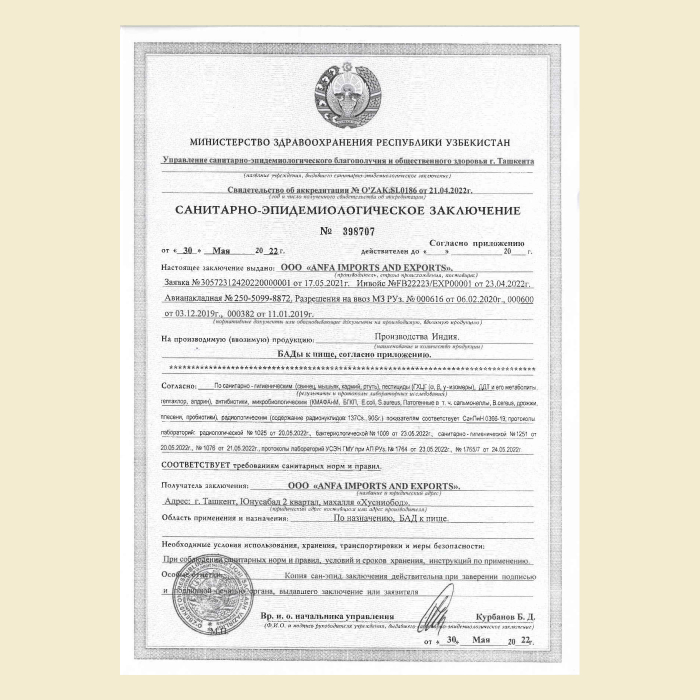 МИНИСТЕРСТВО ЗДРАВООХРАНЕНИЯ РЕСПУБЛИКИ УЗБЕКИСТАН
Управление санитарно-эпидемиологического благополучия и общественного здоровья г. Ташкента
(название учреждения, выдавшего санитарно-эпидемиологическое заключение)
Свидетельство об аккредитации № O'ZAK.SI.0186 от 21.04.2022г.
(год и число полученного свидетельства об аккредитации)
САНИТАРНО-ЭПИДЕМИОЛОГИЧЕСКОЕ ЗАКЛЮЧЕНИЕ
№ 398707
Согласно приложению
от « 30 » Мая 20 22 г. действителен до « » 20 г.
Настоящее заключение выдано: ООО «ANFA IMPORTS AND EXPORTS».
(производитель, страна происхождения, поставщик)
Заявка №30572312420220000001 от 17.05.2021г. Инвойс №FB22223/EXP00001 от 23.04.2022г.
Авианакладная № 250-5099-8872, Разрешения на ввоз МЗ РУз. № 000616 от 06.02.2020г., 000600
от 03.12.2019г., 000382 от 11.01.2019г.
(нормативные документы или обосновывающие документы на производимую, ввозимую продукцию)
На производимую (ввозимую) продукцию: Производства Индия.
(наименование и количество продукции)
БАДы к пище, согласно приложению.
Согласно: По санитарно - гигиеническим (свинец, мышьяк, кадмий, ртуть), пестициды (ГХЦГ (α, β, γ-изомеры), ДДТ и его метаболиты
(результаты и протоколы лабораторных исследований)
гептахлор, алдрин), антибиотики, микробиологическим (КМАФАнМ, БГКП, E.coli, S.aureus, Патогенные в т. ч. сальмонеллы, B.cereus, дрожжи,
плесени, пробиотики), радиологическим (содержание радионуклидов 137Cs, 90Sr.) показателям соответствует СанПиН 0366-19, протоколы
лабораторий: радиологической № 1025 от 20.05.2022г., бактериологической № 1009 от 23.05.2022г., санитарно - гигиенической №1251 от
20.05.2022г., № 1076 от 21.05.2022г., протоколы лабораторий УСЭН ГМУ при АП РУз. № 1764 от 23.05.2022г., № 1765/7 от 24.05.2022г.
СООТВЕТСТВУЕТ требованиям санитарных норм и правил.
Получатель заключения: ООО «ANFA IMPORTS AND EXPORTS».
(название и юридический адрес)
Адрес: г. Ташкент, Юнусабад 2 квартал, махалля «Хусниобод».
(юридический адрес поставщика или адрес производителя)
Область применения и назначения: По назначению, БАД к пище.
Необходимые условия использования, хранения, транспортировки и меры безопасности:
При соблюдении санитарных норм и правил, условий и сроков хранения, инструкций по применению.
Особые отметки: Копия сан-эпид. заключения действительна при заверении подписью
и подлинной печатью органа, выдавшего заключение или заявителя
Вр. и. о. начальника управления Курбанов Б. Д.
(Ф.И.О. и подпись руководителя учреждения, выдавшего санитарно-эпидемиологическое заключение)
М.П.
от « 30 » Мая 20 22 г.